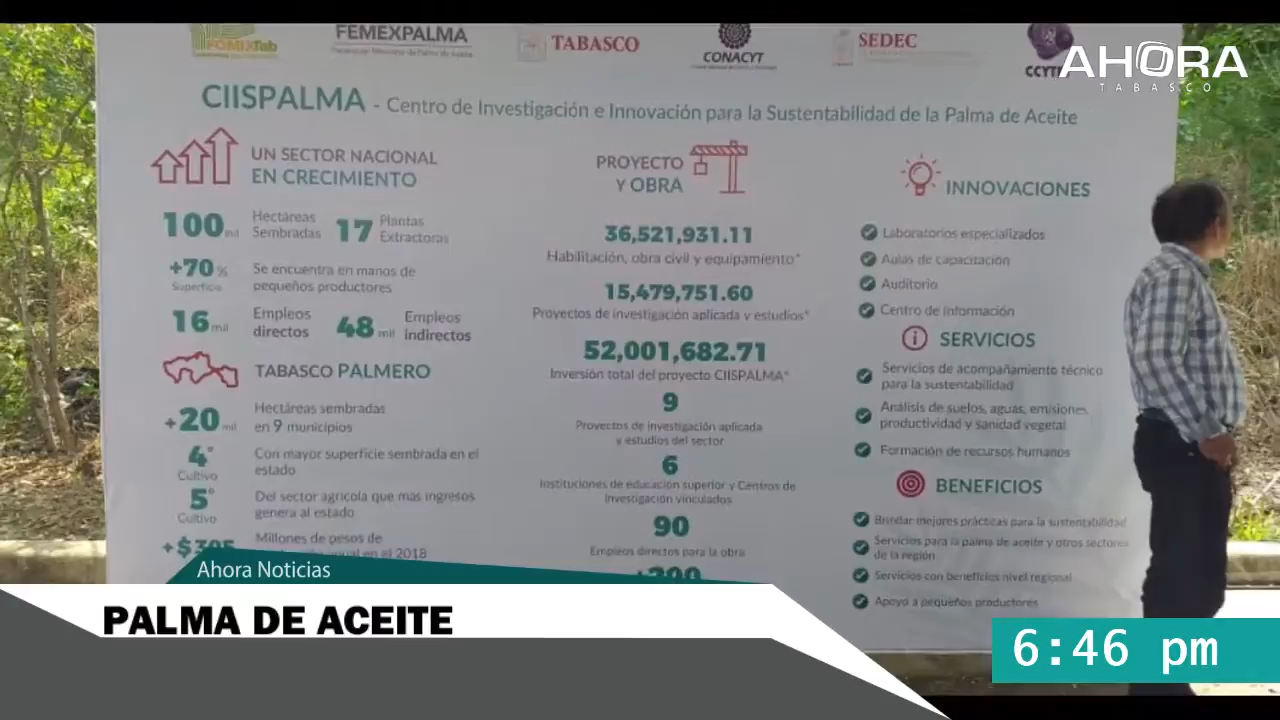 FOMIXTab
FEMEXPALMA
TABASCO
CONACYT
SEDEC
AHORA
TABASCO
CIISPALMA - Centro de Investigación e Innovación para la Sustentabilidad de la Palma de Aceite
UN SECTOR NACIONAL
EN CRECIMIENTO
100 mil
Hectáreas
Sembradas
17
Plantas
Extractoras
+70 %
Superficie
Se encuentra en manos de
pequeños productores
16 mil
Empleos
directos
48 mil
Empleos
indirectos
TABASCO PALMERO
+20 mil
Hectáreas sembradas
en 9 municipios
4°
Cultivo
Con mayor superficie sembrada en el
estado
5°
Cultivo
Del sector agrícola que más ingresos
genera al estado
Millones de pesos de
anual en el 2018
PROYECTO
Y OBRA
36,521,931.11
Habilitación, obra civil y equipamiento*
15,479,751.60
Proyectos de investigación aplicada y estudios*
52,001,682.71
Inversión total del proyecto CIISPALMA*
9
Proyectos de investigación aplicada
y estudios del sector
6
Instituciones de educación superior y Centros de
Investigación vinculados
90
Empleos directos para la obra
INNOVACIONES
Laboratorios especializados
Aulas de capacitación
Auditorio
Centro de Información
SERVICIOS
Servicios de acompañamiento técnico
para la sustentabilidad
Análisis de suelos, aguas, emisiones,
productividad y sanidad vegetal
Formación de recursos humanos
BENEFICIOS
Brindar mejores prácticas para la sustentabilidad
Servicios para la palma de aceite y otros sectores
de la región
Servicios con beneficios nivel regional
Apoyo a pequeños productores
Ahora Noticias
PALMA DE ACEITE
6:46 pm